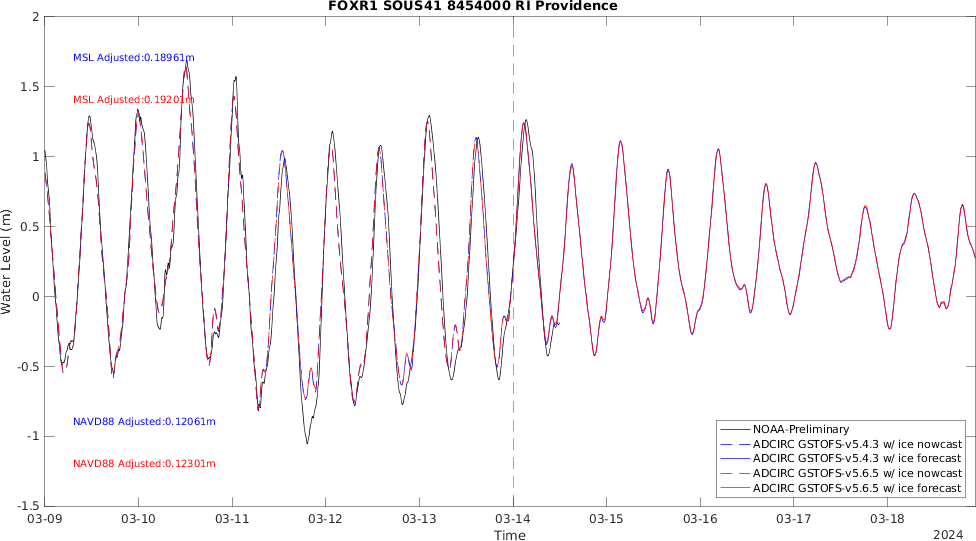 FOXR1 SOUS41 8454000 RI Providence
2
1.5
1
0.5
0
-0.5
-1
-1.5
Water Level (m)
MSL Adjusted:0.18961m
MSL Adjusted:0.19201m
NAVD88 Adjusted:0.12061m
NAVD88 Adjusted:0.12301m
NOAA-Preliminary
ADCIRC GSTOFS-v5.4.3 w/ ice nowcast
ADCIRC GSTOFS-v5.4.3 w/ ice forecast
ADCIRC GSTOFS-v5.6.5 w/ ice nowcast
ADCIRC GSTOFS-v5.6.5 w/ ice forecast
03-09 03-10 03-11 03-12 03-13 03-14 03-15 03-16 03-17 03-18
Time
2024